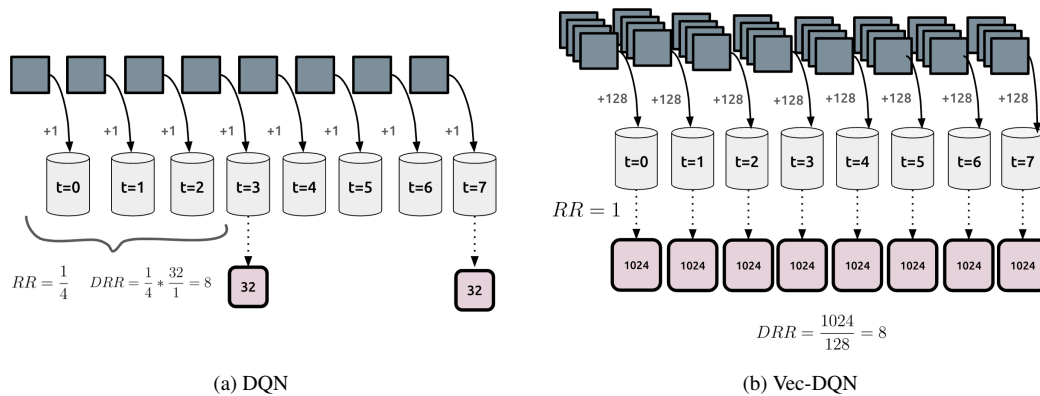 +1 +1 +1 +1 +1 +1 +1 +1
t=0 t=1 t=2 t=3 t=4 t=5 t=6 t=7
RR = 1/4 DRR = 1/4 * 32/1 = 8
32 32
(a) DQN
+128 +128 +128 +128 +128 +128 +128 +128
t=0 t=1 t=2 t=3 t=4 t=5 t=6 t=7
RR = 1
1024 1024 1024 1024 1024 1024 1024 1024
DRR = 1024/128 = 8
(b) Vec-DQN